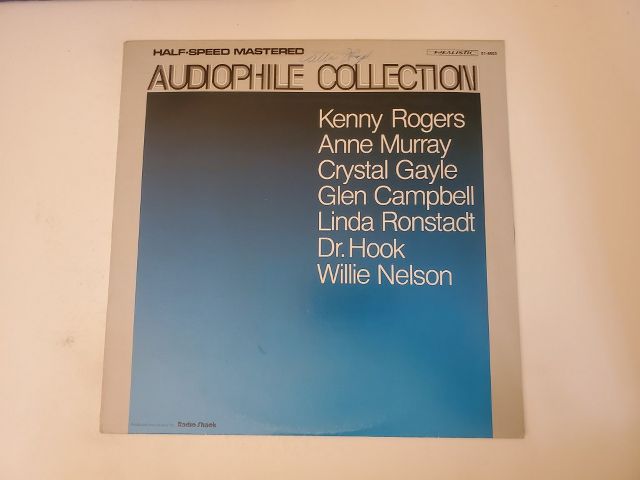 HALF-SPEED MASTERED
REALISTIC
AUDIOPHILE COLLECTION
Kenny Rogers
Anne Murray
Crystal Gayle
Glen Campbell
Linda Ronstadt
Dr. Hook
Willie Nelson
Radio Shack